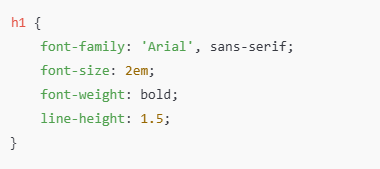 h1 {
    font-family: 'Arial', sans-serif;
    font-size: 2em;
    font-weight: bold;
    line-height: 1.5;
}